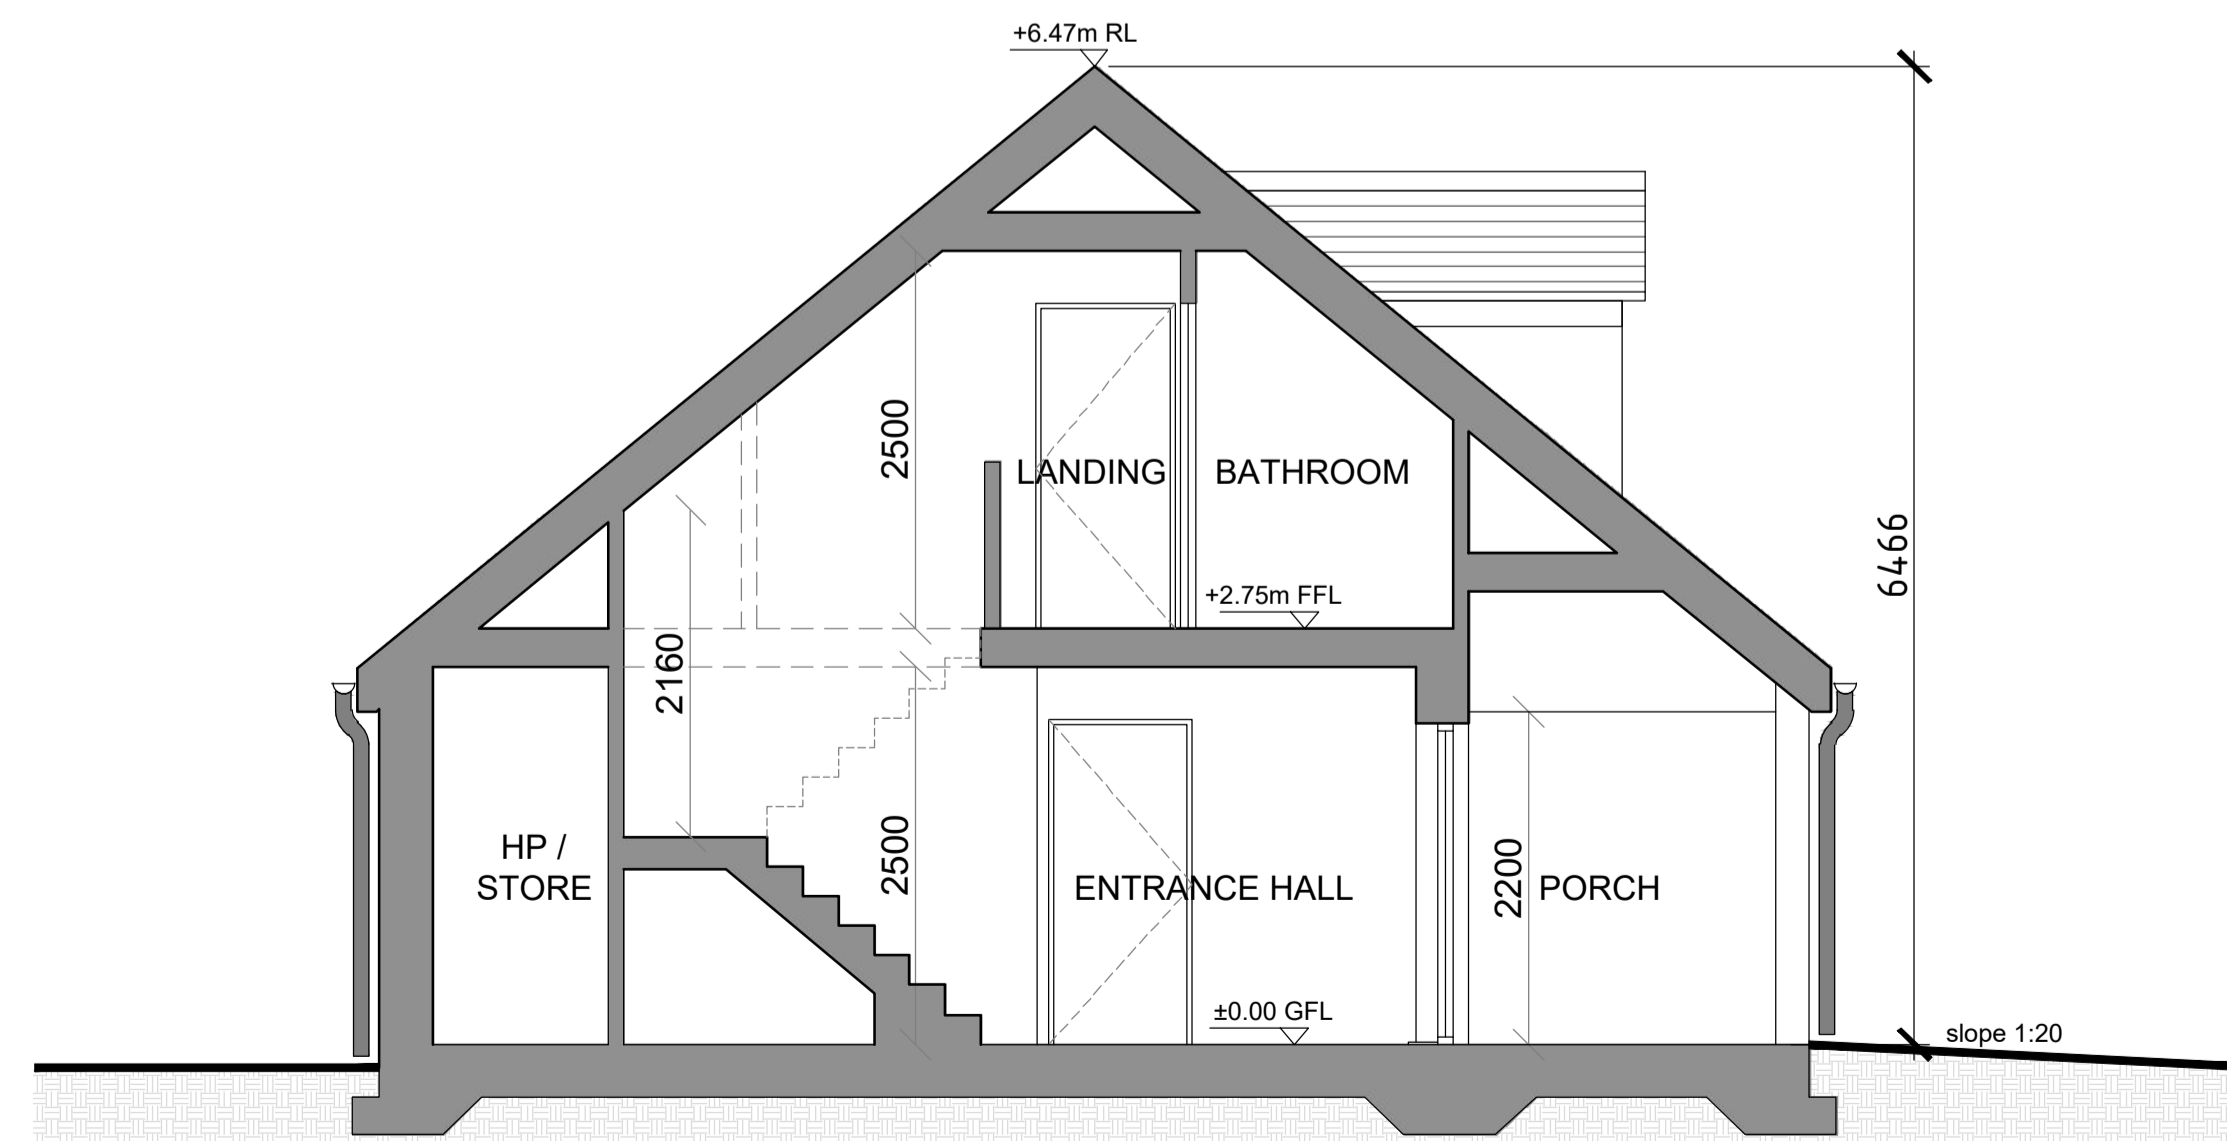 +6.47m RL
2500
LANDING
BATHROOM
6466
+2.75m FFL
2160
HP /
STORE
2500
ENTRANCE HALL
2200
PORCH
±0.00 GFL
slope 1:20